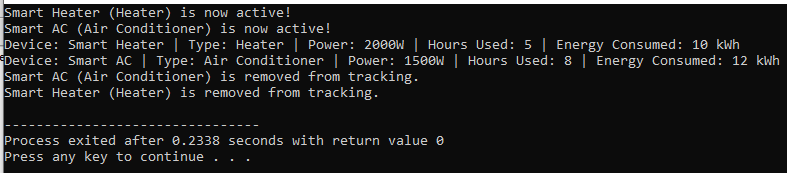 Smart Heater (Heater) is now active!
Smart AC (Air Conditioner) is now active!
Device: Smart Heater | Type: Heater | Power: 2000W | Hours Used: 5 | Energy Consumed: 10 kWh
Device: Smart AC | Type: Air Conditioner | Power: 1500W | Hours Used: 8 | Energy Consumed: 12 kWh
Smart AC (Air Conditioner) is removed from tracking.
Smart Heater (Heater) is removed from tracking.

--------------------------------
Process exited after 0.2338 seconds with return value 0
Press any key to continue . . .